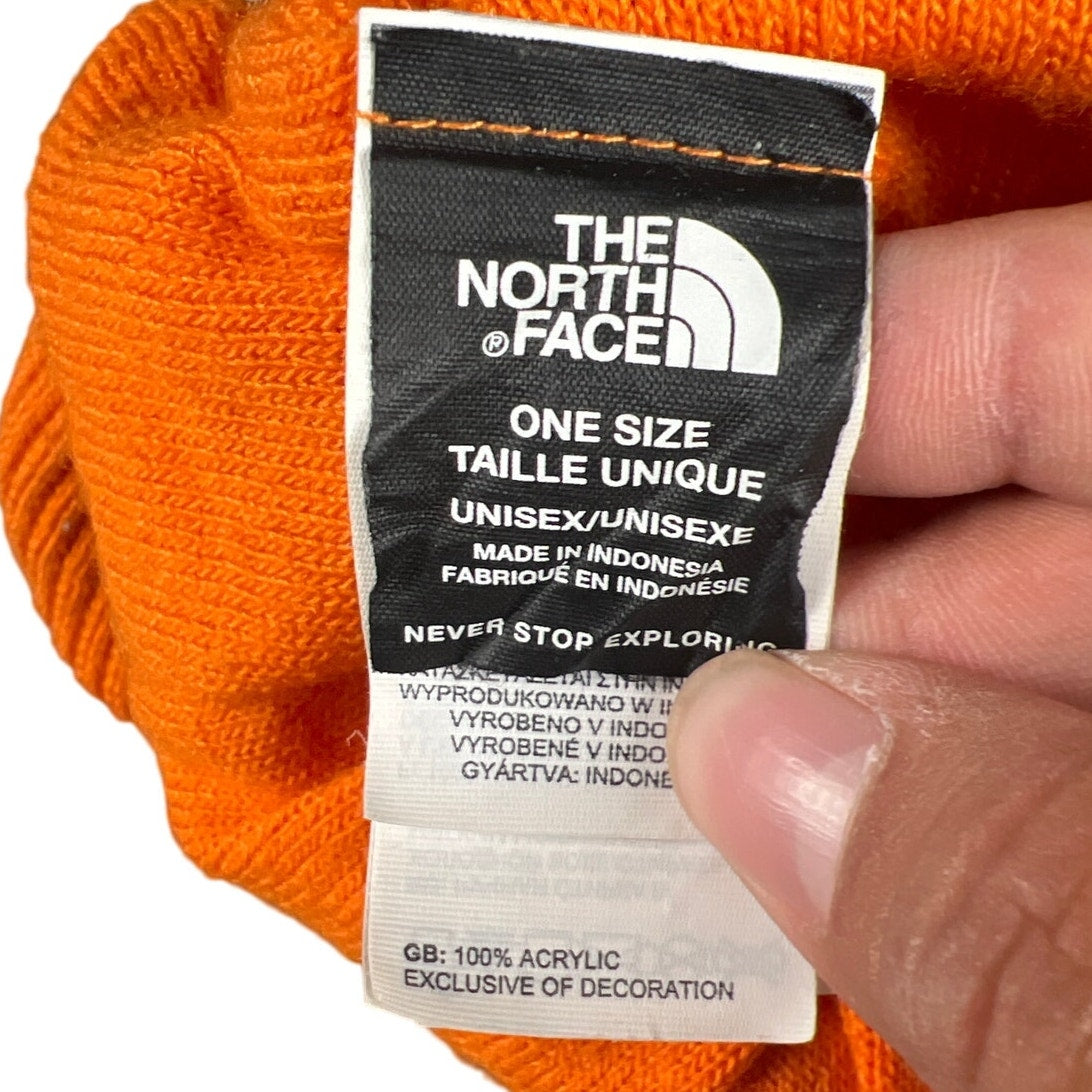 THE
NORTH
®FACE
ONE SIZE
TAILLE UNIQUE
UNISEX/UNISEXE
MADE IN INDONESIA
FABRIQUÉ EN INDONÉSIE
NEVER STOP EXPLORING
WYPRODUKOWANO W
VYROBENO V INDO
VYROBENÉ V INDO
GYÁRTVA: INDONE
GB: 100% ACRYLIC
EXCLUSIVE OF DECORATION